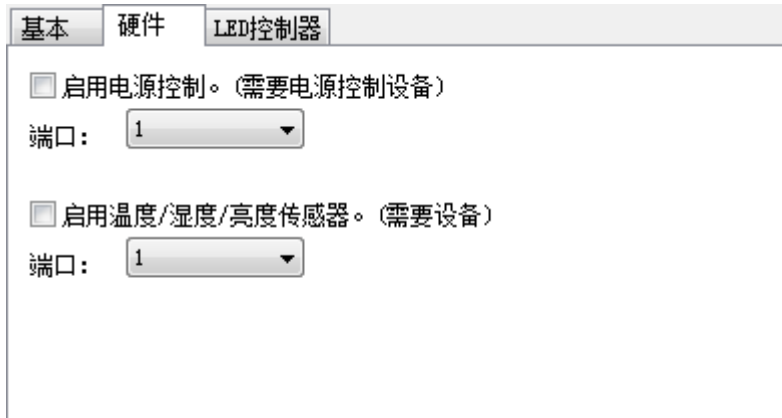 基本 硬件 LED控制器
启用电源控制。(需要电源控制设备)
端口: 1
启用温度/湿度/亮度传感器。(需要设备)
端口: 1